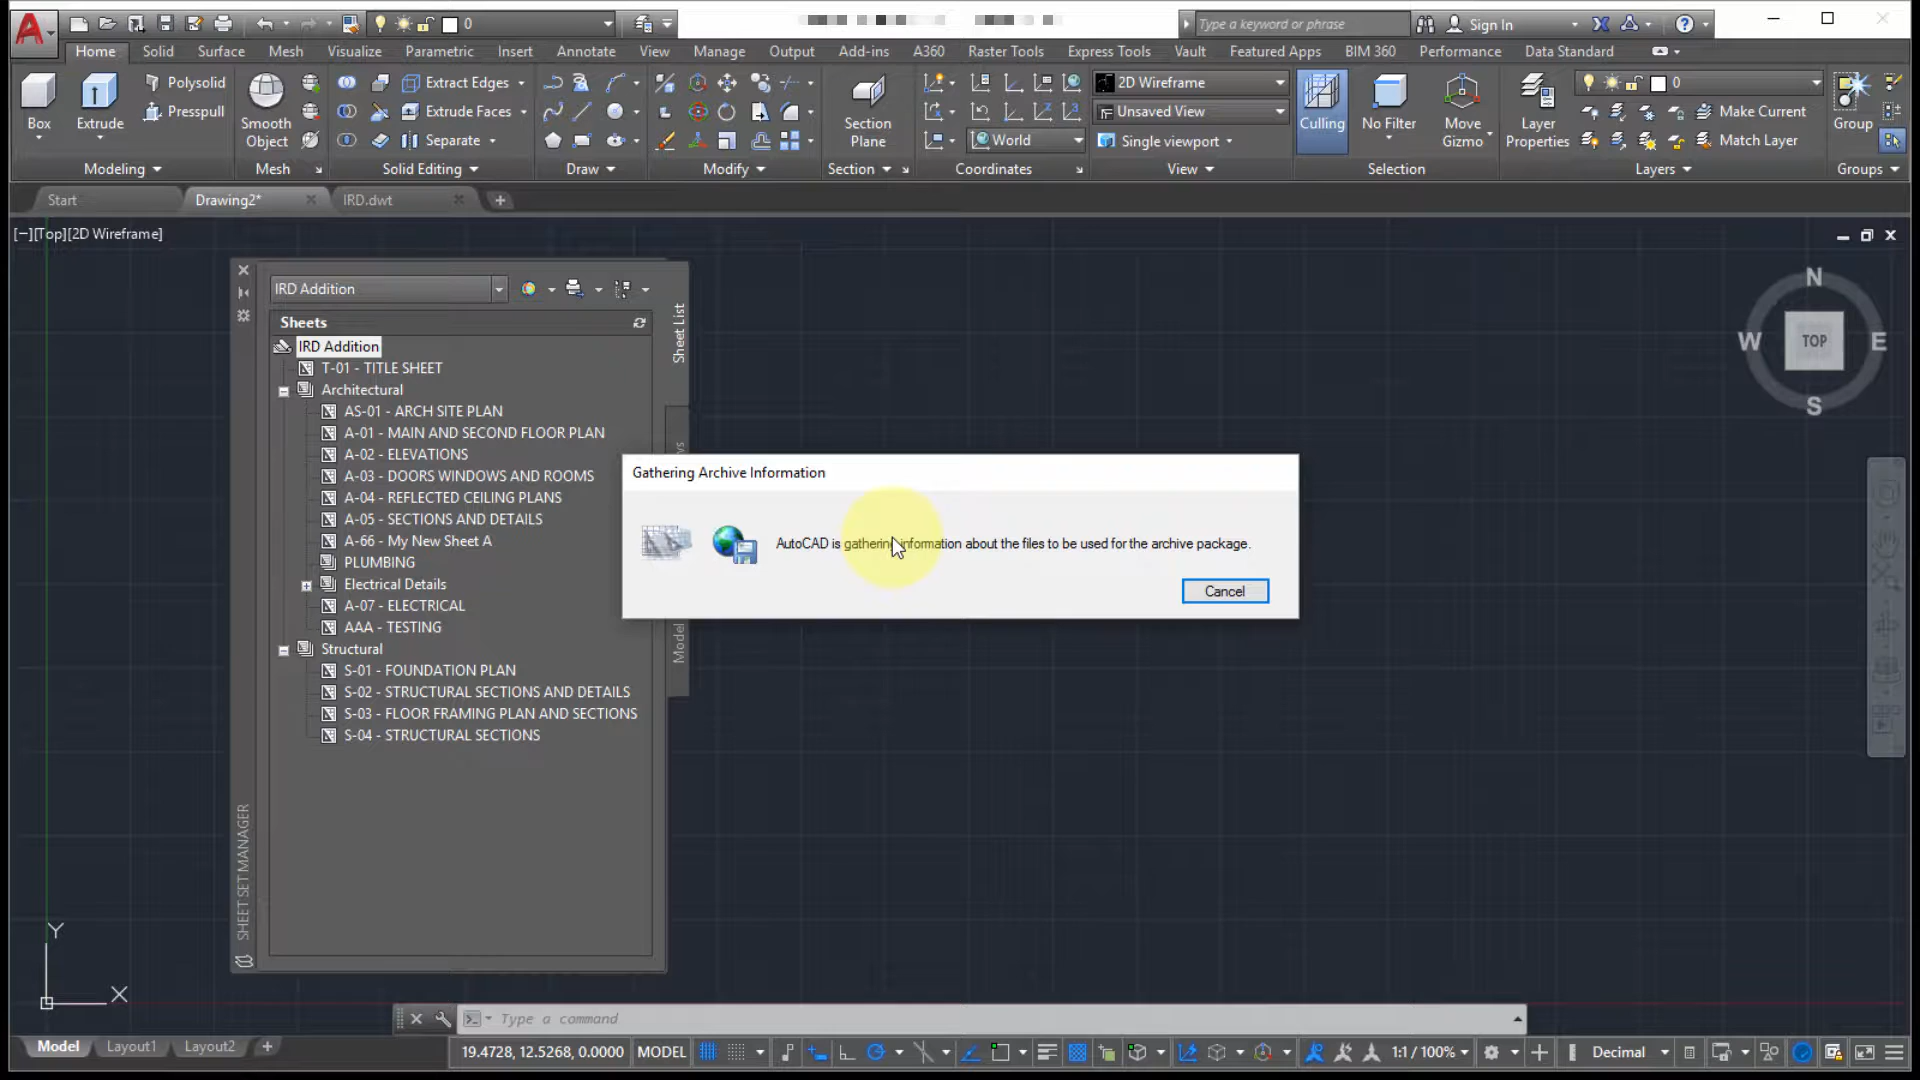 0
Type a keyword or phrase
Sign In
Home Solid Surface Mesh Visualize Parametric Insert Annotate View Manage Output Add-ins A360 Raster Tools Express Tools Vault Featured Apps BIM 360 Performance Data Standard
Polysolid
Presspull
Box
Extrude
Smooth
Object
Extract Edges
Extrude Faces
Separate
Section
Plane
World
2D Wireframe
Unsaved View
Single viewport
Culling
No Filter
Move
Gizmo
Layer
Properties
0
Make Current
Match Layer
Group
Modeling Mesh Solid Editing Draw Modify Section Coordinates View Selection Layers Groups
Start Drawing2* IRD.dwt
[−][Top][2D Wireframe]
N
W TOP E
S
IRD Addition
Sheets
IRD Addition
T-01 - TITLE SHEET
Architectural
AS-01 - ARCH SITE PLAN
A-01 - MAIN AND SECOND FLOOR PLAN
A-02 - ELEVATIONS
A-03 - DOORS WINDOWS AND ROOMS
A-04 - REFLECTED CEILING PLANS
A-05 - SECTIONS AND DETAILS
A-66 - My New Sheet A
PLUMBING
Electrical Details
A-07 - ELECTRICAL
AAA - TESTING
Structural
S-01 - FOUNDATION PLAN
S-02 - STRUCTURAL SECTIONS AND DETAILS
S-03 - FLOOR FRAMING PLAN AND SECTIONS
S-04 - STRUCTURAL SECTIONS
Sheet List
Model
SHEET SET MANAGER
Gathering Archive Information
AutoCAD is gathering information about the files to be used for the archive package.
Cancel
Y
X
Type a command
Model Layout1 Layout2
19.4728, 12.5268, 0.0000 MODEL 1:1 / 100% Decimal